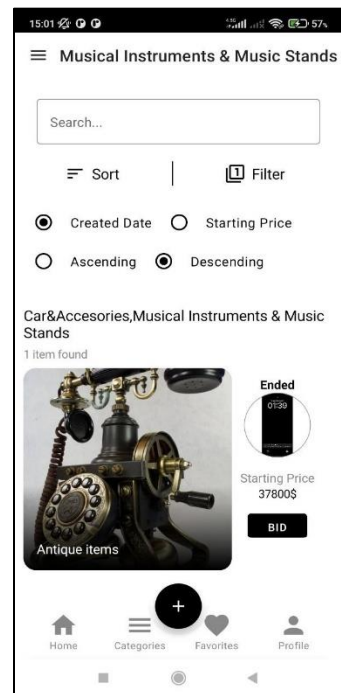 15:01
57%
Musical Instruments & Music Stands
Search...
Sort
Filter
Created Date
Starting Price
Ascending
Descending
Car&Accesories,Musical Instruments & Music
Stands
1 item found
Ended
01:39
Starting Price
37800$
BID
Antique items
+
Home
Categories
Favorites
Profile